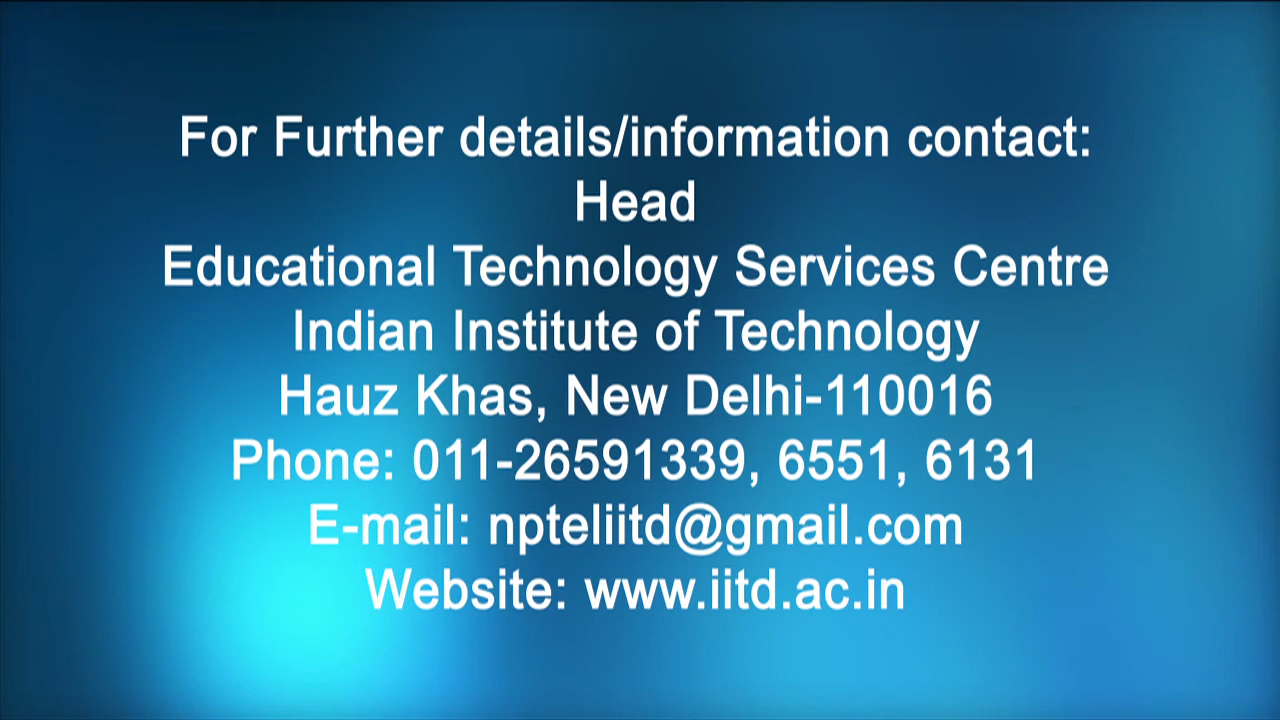 For Further details/information contact:
Head
Educational Technology Services Centre
Indian Institute of Technology
Hauz Khas, New Delhi-110016
Phone: 011-26591339, 6551, 6131
E-mail: npteliitd@gmail.com
Website: www.iitd.ac.in